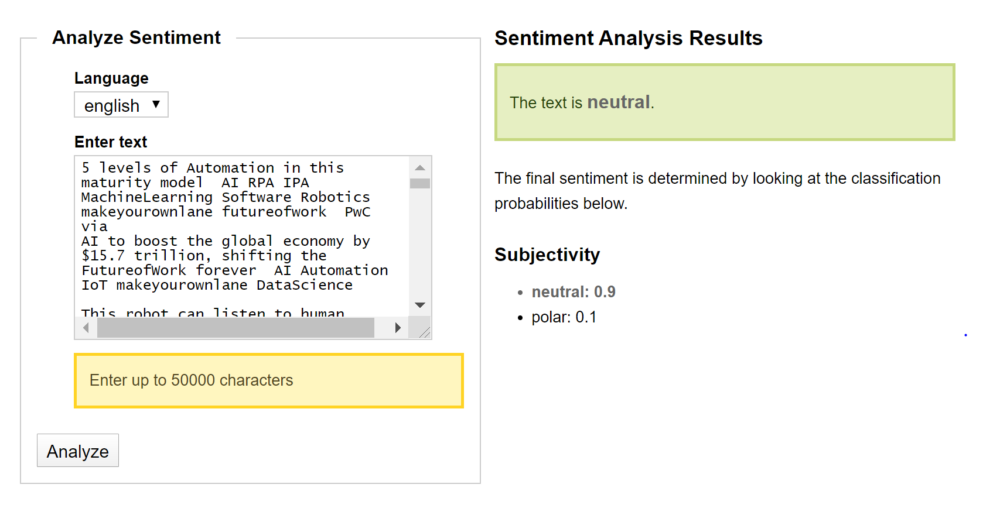 Analyze Sentiment
Language
english
Enter text
5 levels of Automation in this
maturity model  AI RPA IPA
MachineLearning Software Robotics
makeyourownlane futureofwork  PwC
via
AI to boost the global economy by
$15.7 trillion, shifting the
FutureofWork forever  AI Automation
IoT makeyourownlane DataScience
This robot can listen to human
Enter up to 50000 characters
Analyze
Sentiment Analysis Results
The text is neutral.
The final sentiment is determined by looking at the classification
probabilities below.
Subjectivity
• neutral: 0.9
• polar: 0.1